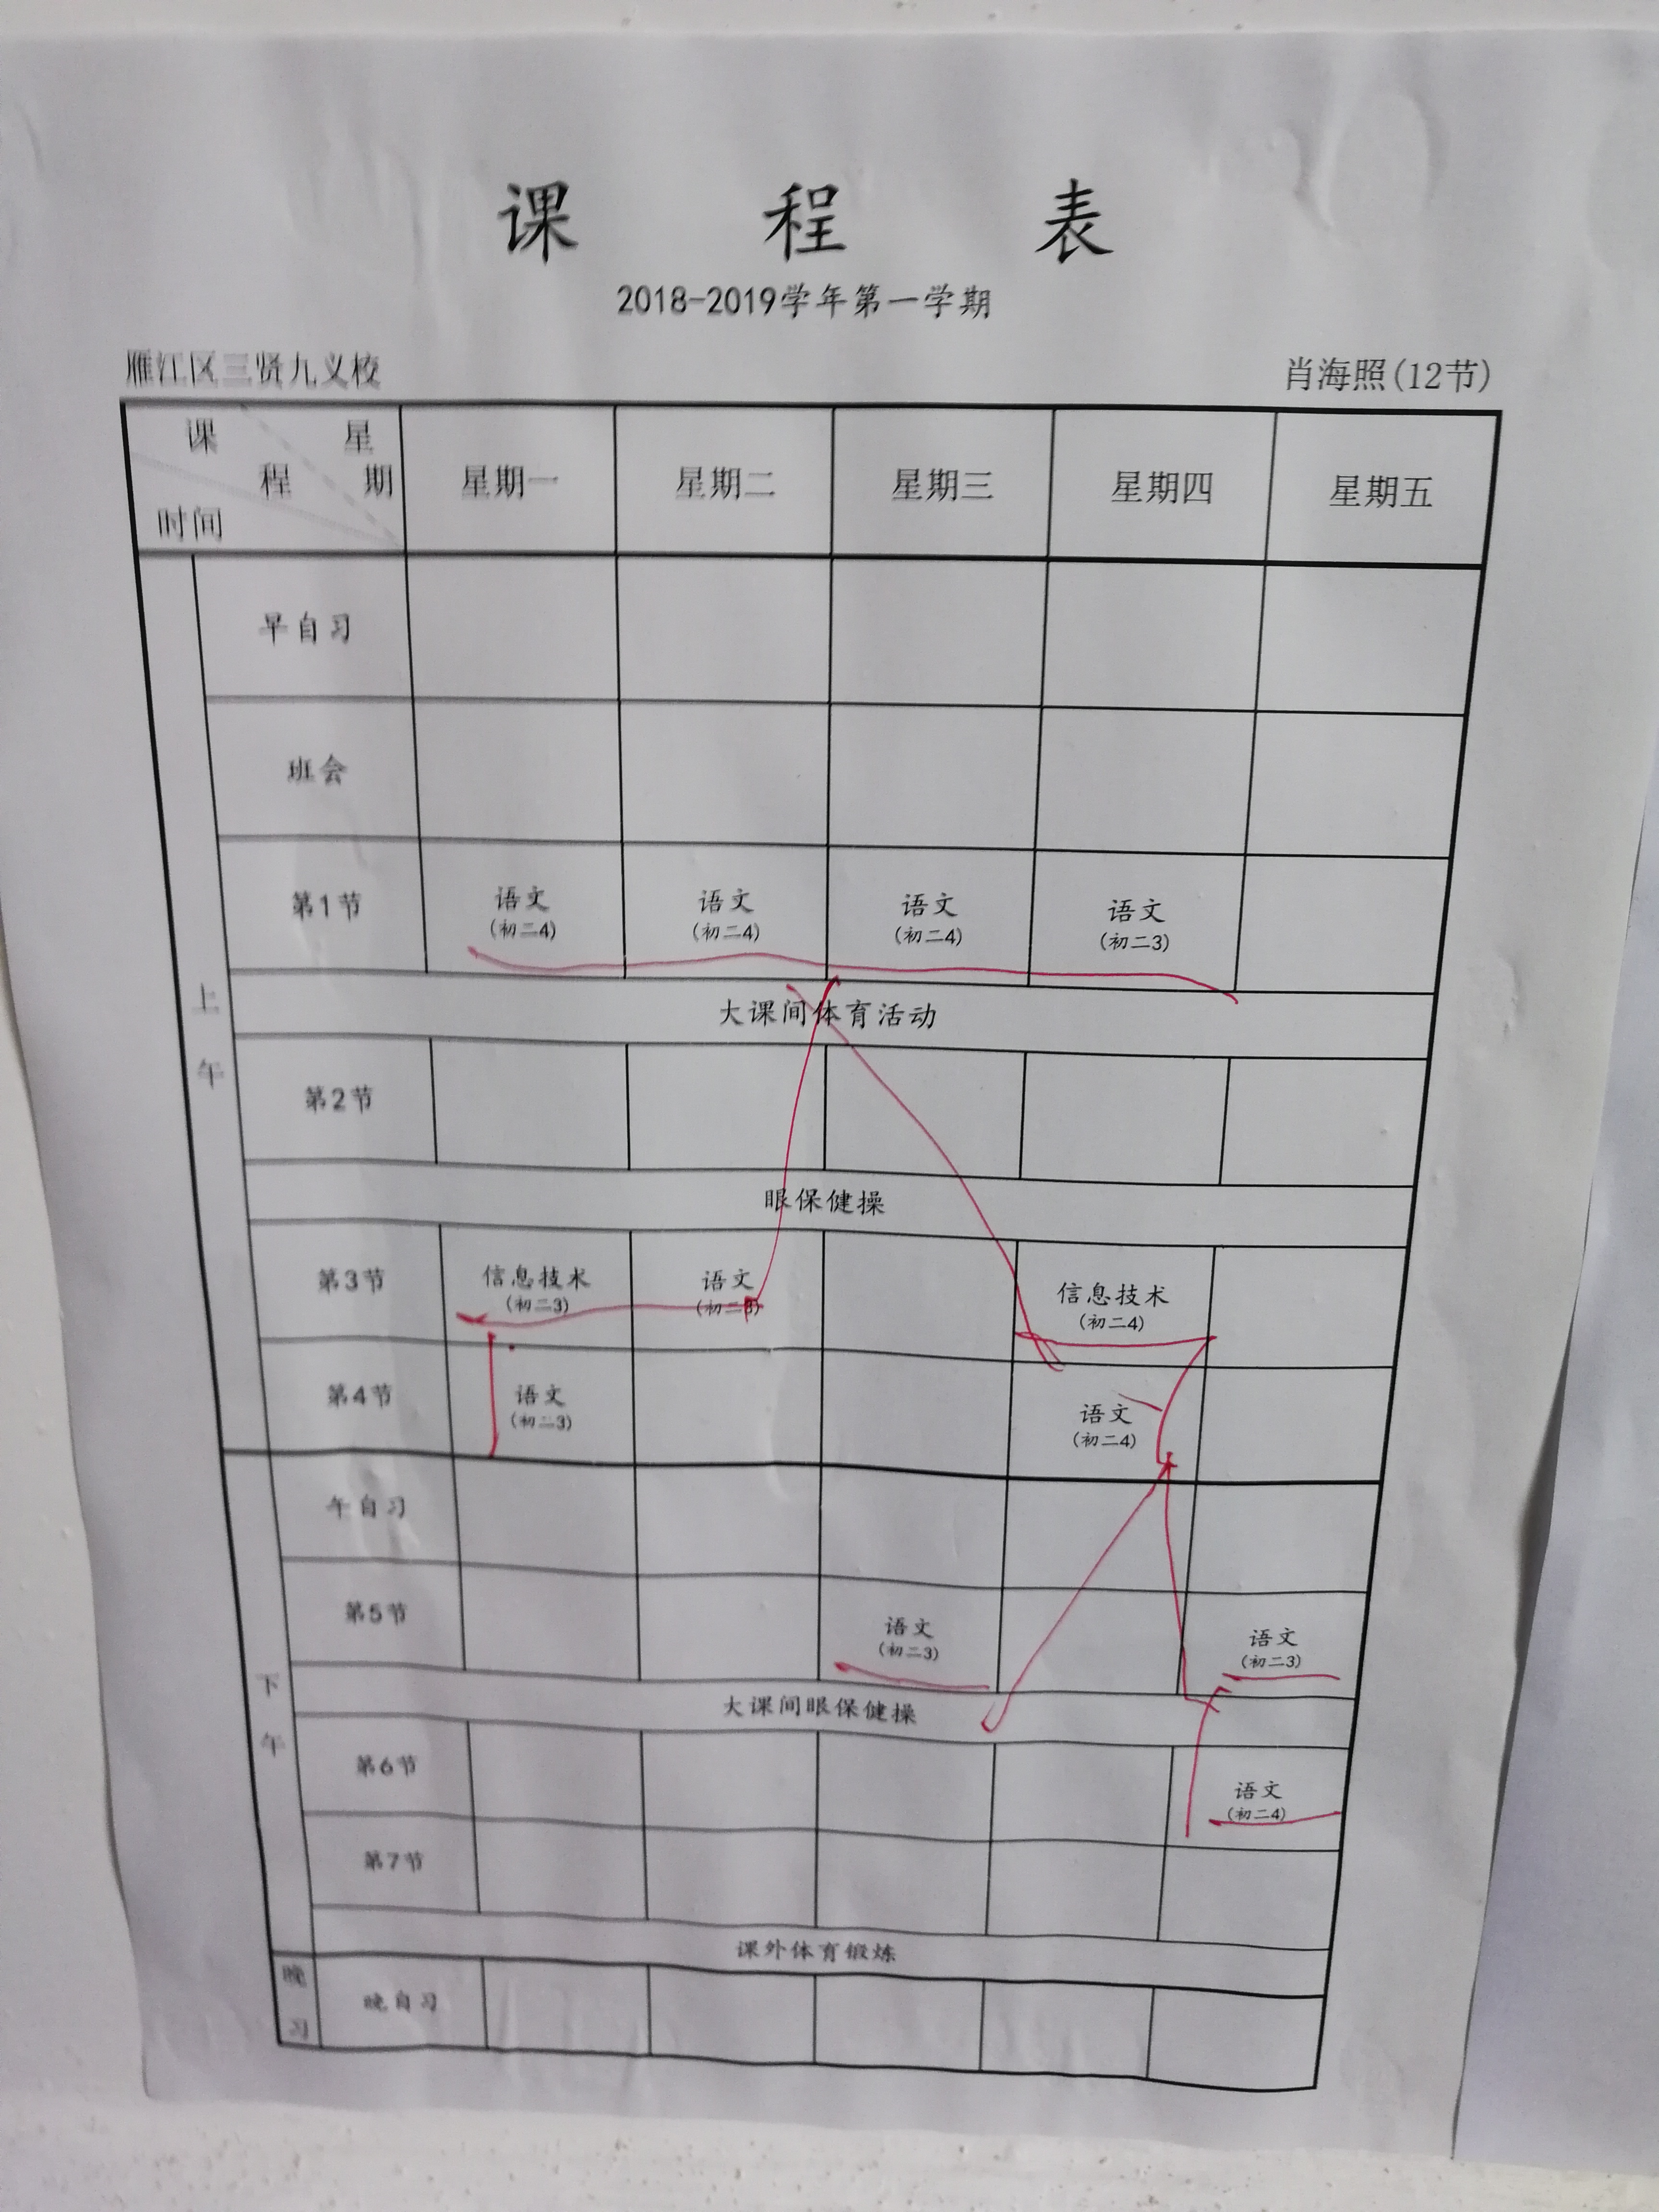 课 程 表
2018-2019学年第一学期
雁江区三贤九义校 肖海照(12节)
课 程 星 期 时间 星期一 星期二 星期三 星期四 星期五
上午
早自习
班会
第1节 语文 (初二4) 语文 (初二4) 语文 (初二4) 语文 (初二3)
大课间体育活动
第2节
眼保健操
第3节 信息技术 (初二3) 语文 (初二3) 信息技术 (初二4)
第4节 语文 (初二3) 语文 (初二4)
下午
午自习
第5节 语文 (初二3) 语文 (初二3)
大课间眼保健操
第6节 语文 (初二4)
第7节
课外体育锻炼
晚习
晚自习